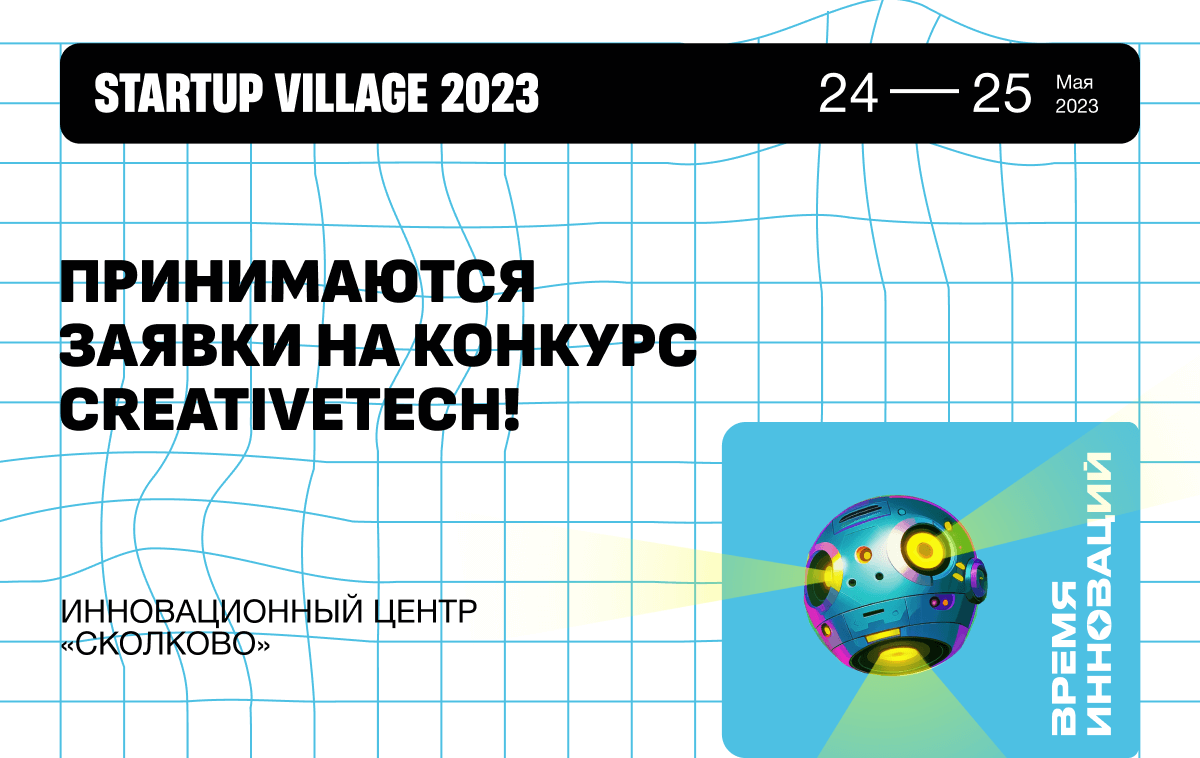 STARTUP VILLAGE 2023
24 — 25
Мая
2023
ПРИНИМАЮТСЯ
ЗАЯВКИ НА КОНКУРС
CREATIVETECH!
ИННОВАЦИОННЫЙ ЦЕНТР
«СКОЛКОВО»
ВРЕМЯ
ИННОВАЦИЙ